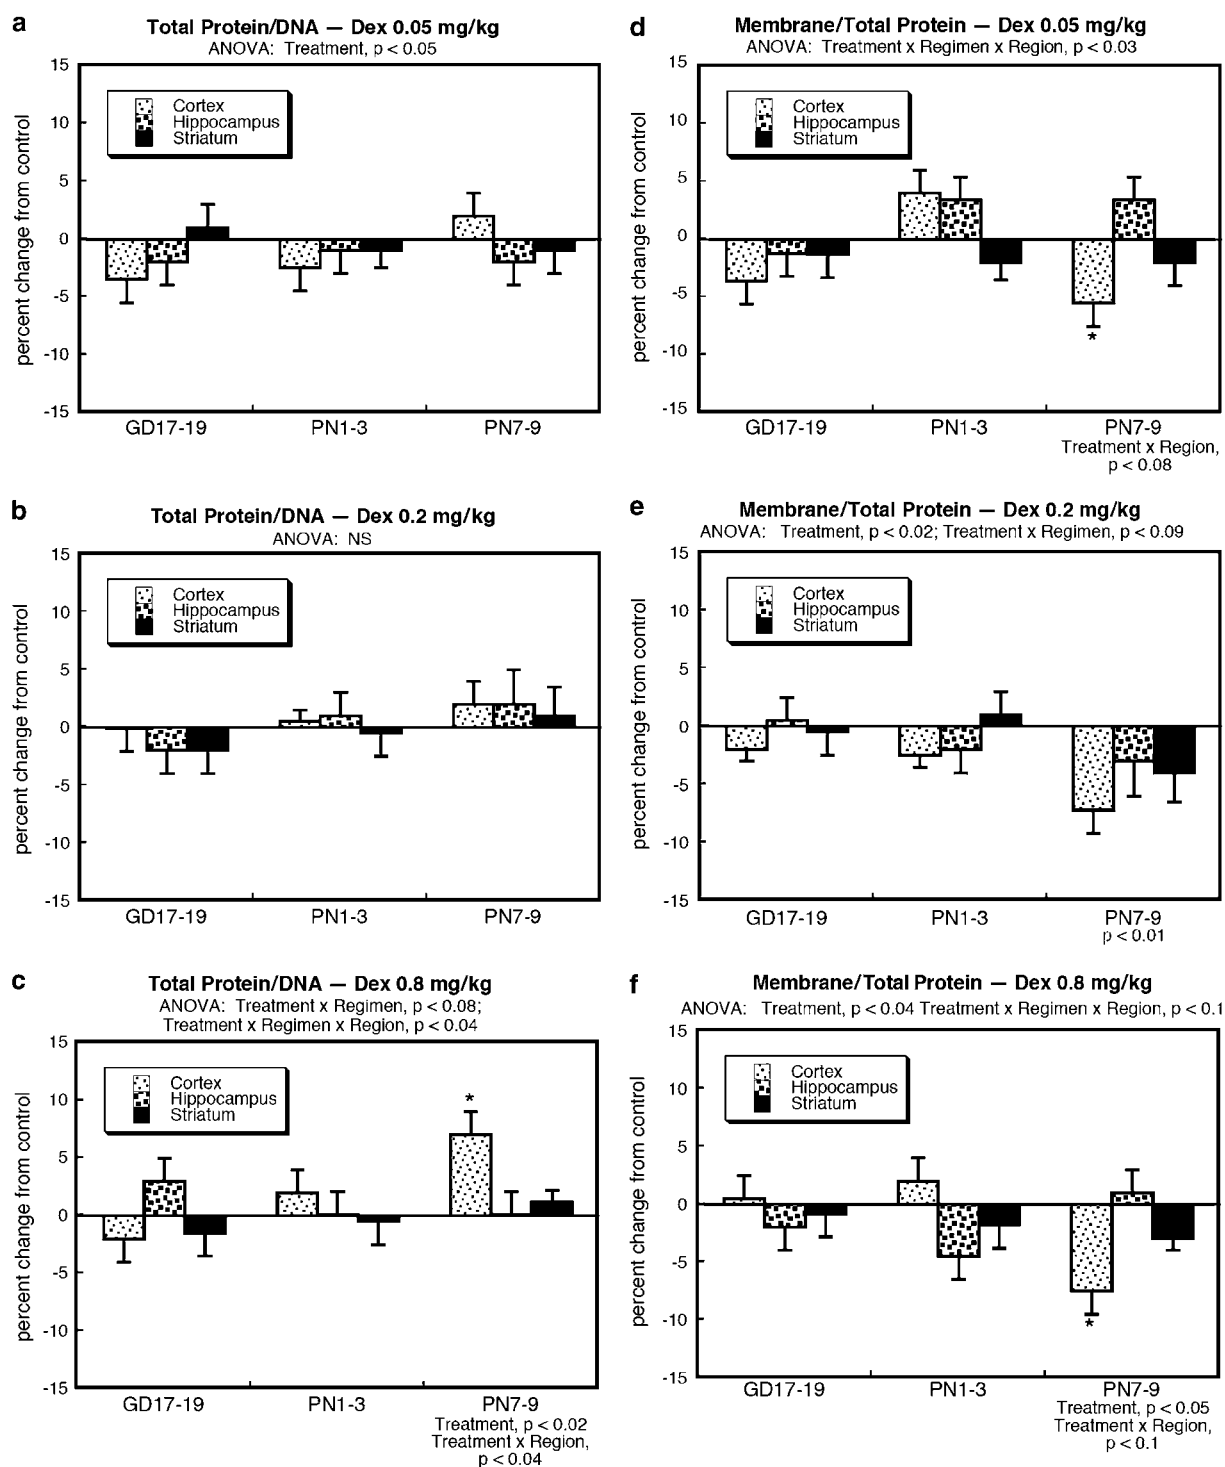 a
Total Protein/DNA — Dex 0.05 mg/kg
ANOVA: Treatment, p < 0.05
percent change from control
15
10
5
0
-5
-10
-15
Cortex
Hippocampus
Striatum
GD17-19
PN1-3
PN7-9
d
Membrane/Total Protein — Dex 0.05 mg/kg
ANOVA: Treatment x Regimen x Region, p < 0.03
percent change from control
15
10
5
0
-5
-10
-15
Cortex
Hippocampus
Striatum
*
GD17-19
PN1-3
PN7-9
Treatment x Region,
p < 0.08
b
Total Protein/DNA — Dex 0.2 mg/kg
ANOVA: NS
percent change from control
15
10
5
0
-5
-10
-15
Cortex
Hippocampus
Striatum
GD17-19
PN1-3
PN7-9
e
Membrane/Total Protein — Dex 0.2 mg/kg
ANOVA: Treatment, p < 0.02; Treatment x Regimen, p < 0.09
percent change from control
15
10
5
0
-5
-10
-15
Cortex
Hippocampus
Striatum
GD17-19
PN1-3
PN7-9
p < 0.01
c
Total Protein/DNA — Dex 0.8 mg/kg
ANOVA: Treatment x Regimen, p < 0.08;
Treatment x Regimen x Region, p < 0.04
percent change from control
15
10
5
0
-5
-10
-15
Cortex
Hippocampus
Striatum
*
GD17-19
PN1-3
PN7-9
Treatment, p < 0.02
Treatment x Region,
p < 0.04
f
Membrane/Total Protein — Dex 0.8 mg/kg
ANOVA: Treatment, p < 0.04 Treatment x Regimen x Region, p < 0.1
percent change from control
15
10
5
0
-5
-10
-15
Cortex
Hippocampus
Striatum
*
GD17-19
PN1-3
PN7-9
Treatment, p < 0.05
Treatment x Region,
p < 0.1